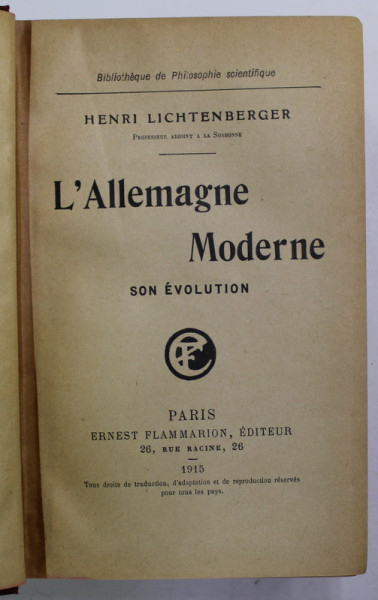 Bibliothèque de Philosophie scientifique
HENRI LICHTENBERGER
PROFESSEUR ADJOINT A LA SORBONNE
L'Allemagne
Moderne
SON ÉVOLUTION
EF
PARIS
ERNEST FLAMMARION, ÉDITEUR
26, RUE RACINE, 26
1915
Tous droits de traduction, d'adaptation et de reproduction réservés
pour tous les pays.